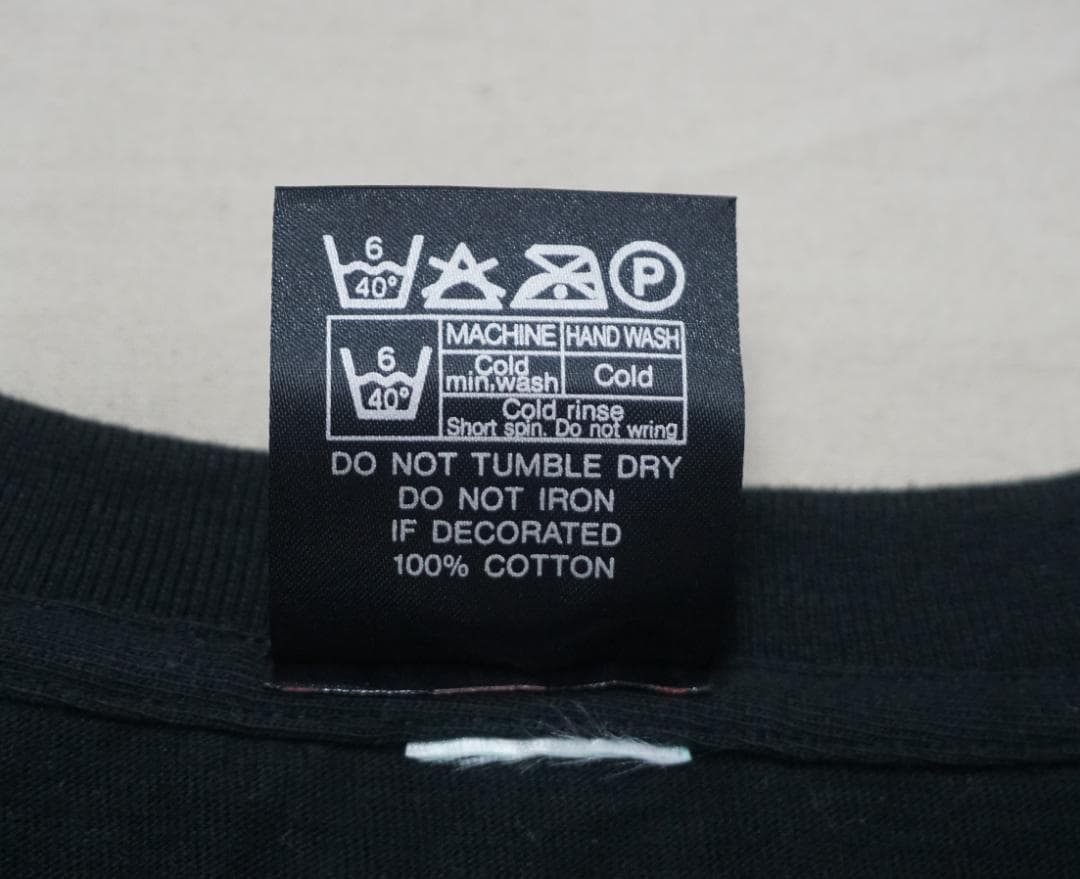 6
40°
P
6
40°
MACHINE
HAND WASH
Cold
min.wash
Cold
Cold rinse
Short spin. Do not wring
DO NOT TUMBLE DRY
DO NOT IRON
IF DECORATED
100% COTTON